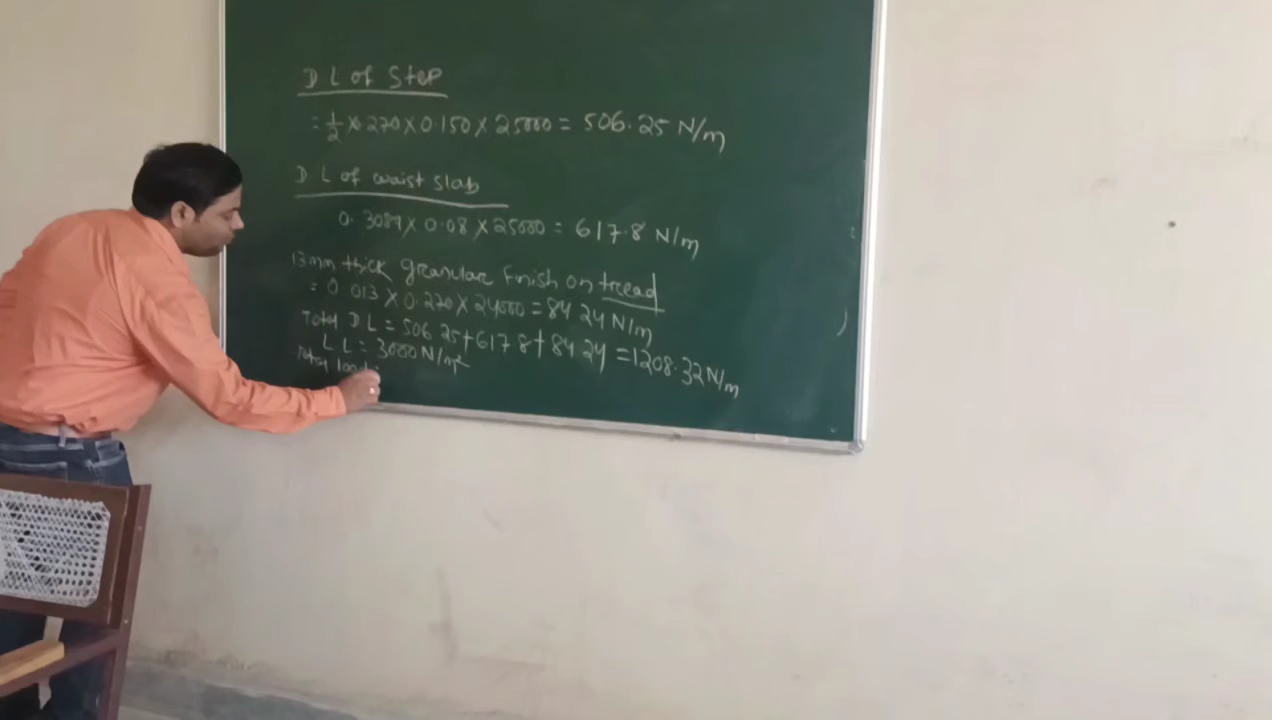 D L of Step
= 1/2 × 0.270 × 0.150 × 25000 = 506.25 N/m
D L of waist slab
0.3089 × 0.08 × 25000 = 617.8 N/m
13mm thick granular finish on tread
= 0.013 × 0.270 × 24000 = 84.24 N/m
Total D L = 506.25 + 617.8 + 84.24 = 1208.32 N/m
L L = 3000 N/m²
Total load